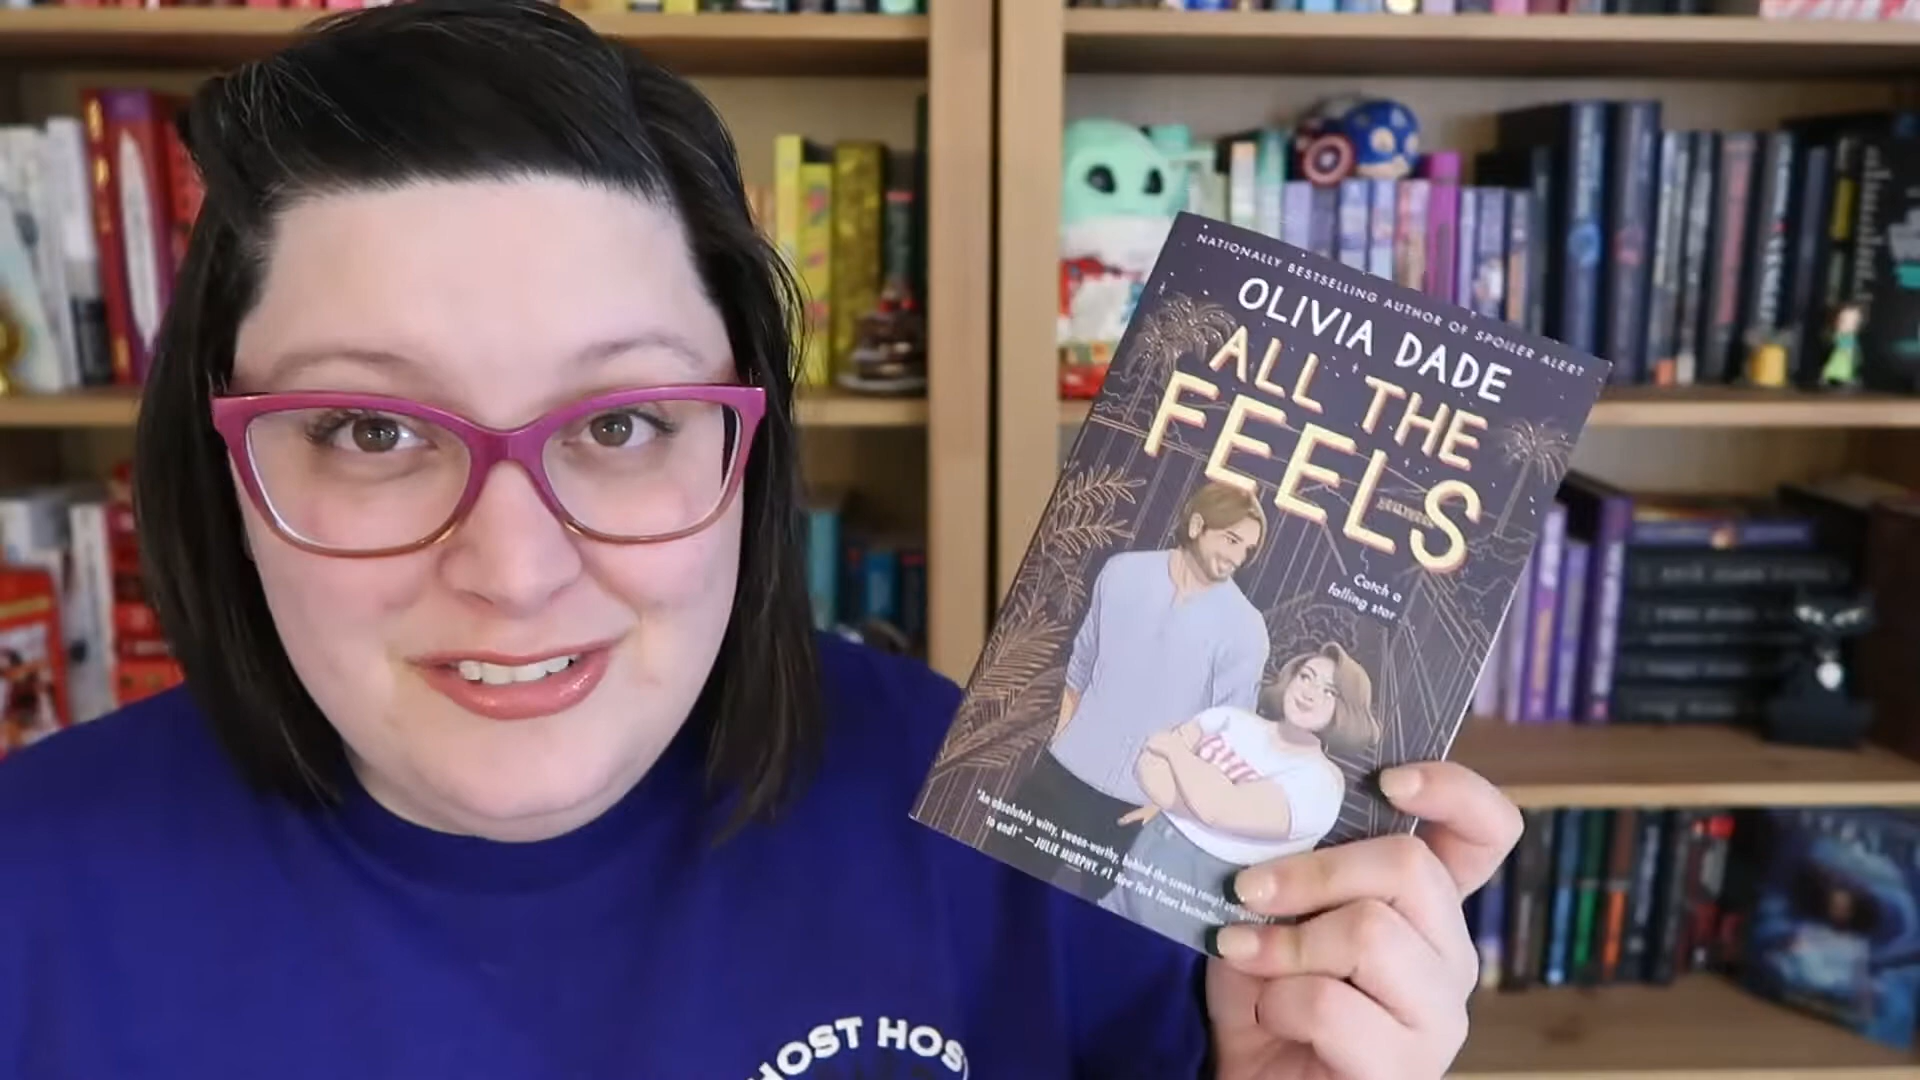 NATIONALLY BESTSELLING AUTHOR OF SPOILER ALERT
OLIVIA DADE
ALL THE
FEELS
Catch a
falling star
"An absolutely witty, swoon-worthy, behind-the-scenes romp!
to end!" —JULIE MURPHY, #1 New York Times
HOST HOS